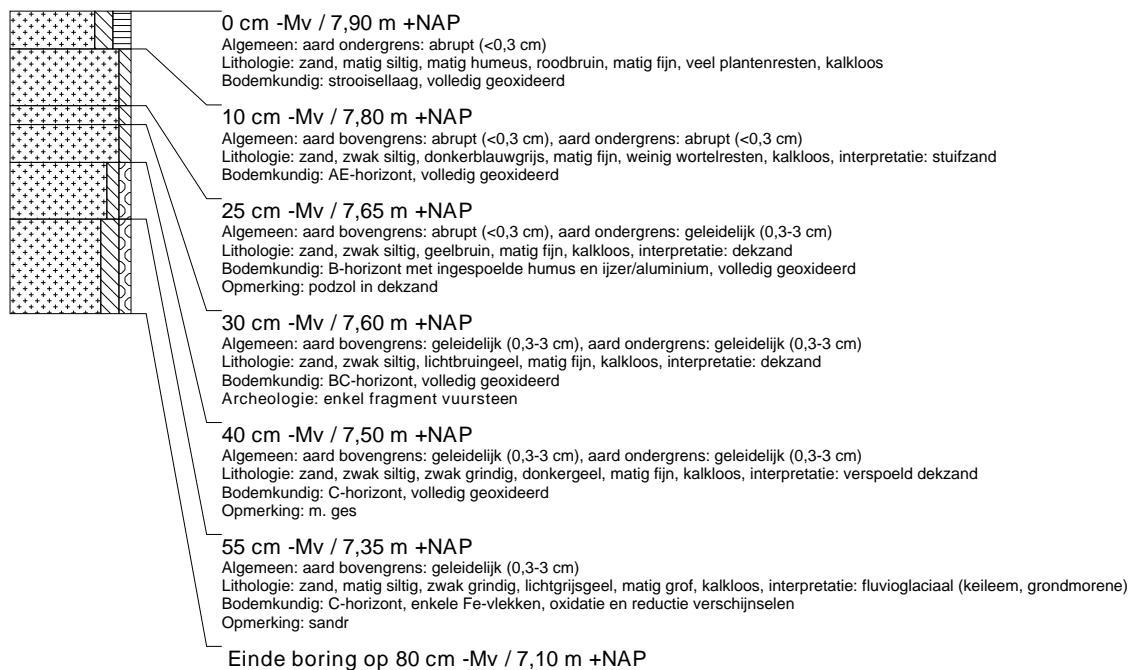 0 cm -Mv / 7,90 m +NAP
Algemeen: aard ondergrens: abrupt (<0,3 cm)
Lithologie: zand, matig siltig, matig humeus, roodbruin, matig fijn, veel plantenresten, kalkloos
Bodemkundig: strooisellaag, volledig geoxideerd
10 cm -Mv / 7,80 m +NAP
Algemeen: aard bovengrens: abrupt (<0,3 cm), aard ondergrens: abrupt (<0,3 cm)
Lithologie: zand, zwak siltig, donkerblauwgrijs, matig fijn, weinig wortelresten, kalkloos, interpretatie: stuifzand
Bodemkundig: AE-horizont, volledig geoxideerd
25 cm -Mv / 7,65 m +NAP
Algemeen: aard bovengrens: abrupt (<0,3 cm), aard ondergrens: geleidelijk (0,3-3 cm)
Lithologie: zand, zwak siltig, geelbruin, matig fijn, kalkloos, interpretatie: dekzand
Bodemkundig: B-horizont met ingespoelde humus en ijzer/aluminium, volledig geoxideerd
Opmerking: podzol in dekzand
30 cm -Mv / 7,60 m +NAP
Algemeen: aard bovengrens: geleidelijk (0,3-3 cm), aard ondergrens: geleidelijk (0,3-3 cm)
Lithologie: zand, zwak siltig, lichtbruingeel, matig fijn, kalkloos, interpretatie: dekzand
Bodemkundig: BC-horizont, volledig geoxideerd
Archeologie: enkel fragment vuursteen
40 cm -Mv / 7,50 m +NAP
Algemeen: aard bovengrens: geleidelijk (0,3-3 cm), aard ondergrens: geleidelijk (0,3-3 cm)
Lithologie: zand, zwak siltig, zwak grindig, donkergeel, matig fijn, kalkloos, interpretatie: verspoeld dekzand
Bodemkundig: C-horizont, volledig geoxideerd
Opmerking: m. ges
55 cm -Mv / 7,35 m +NAP
Algemeen: aard bovengrens: geleidelijk (0,3-3 cm)
Lithologie: zand, matig siltig, zwak grindig, lichtgrijsgeel, matig grof, kalkloos, interpretatie: fluvioglaciaal (keileem, grondmorene)
Bodemkundig: C-horizont, enkele Fe-vlekken, oxidatie en reductie verschijnselen
Opmerking: sandr
Einde boring op 80 cm -Mv / 7,10 m +NAP